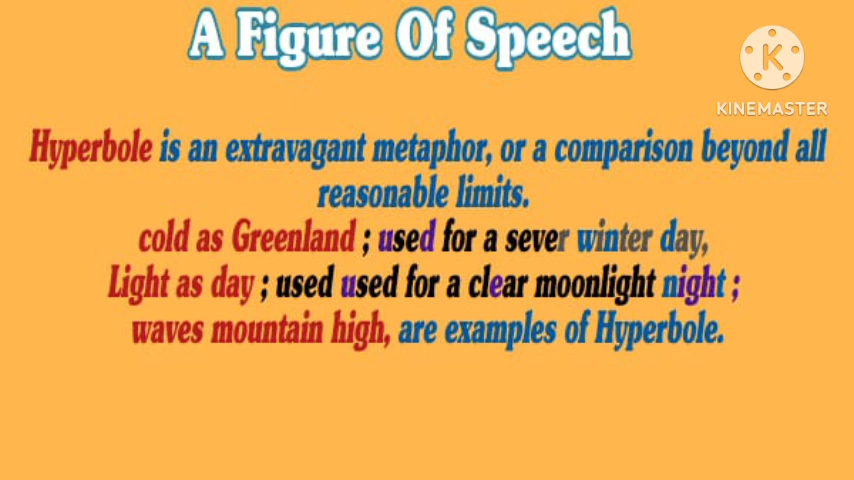 A Figure Of Speech
KINEMASTER
Hyperbole is an extravagant metaphor, or a comparison beyond all
reasonable limits.
cold as Greenland ; used for a sever winter day,
Light as day ; used used for a clear moonlight night ;
waves mountain high, are examples of Hyperbole.